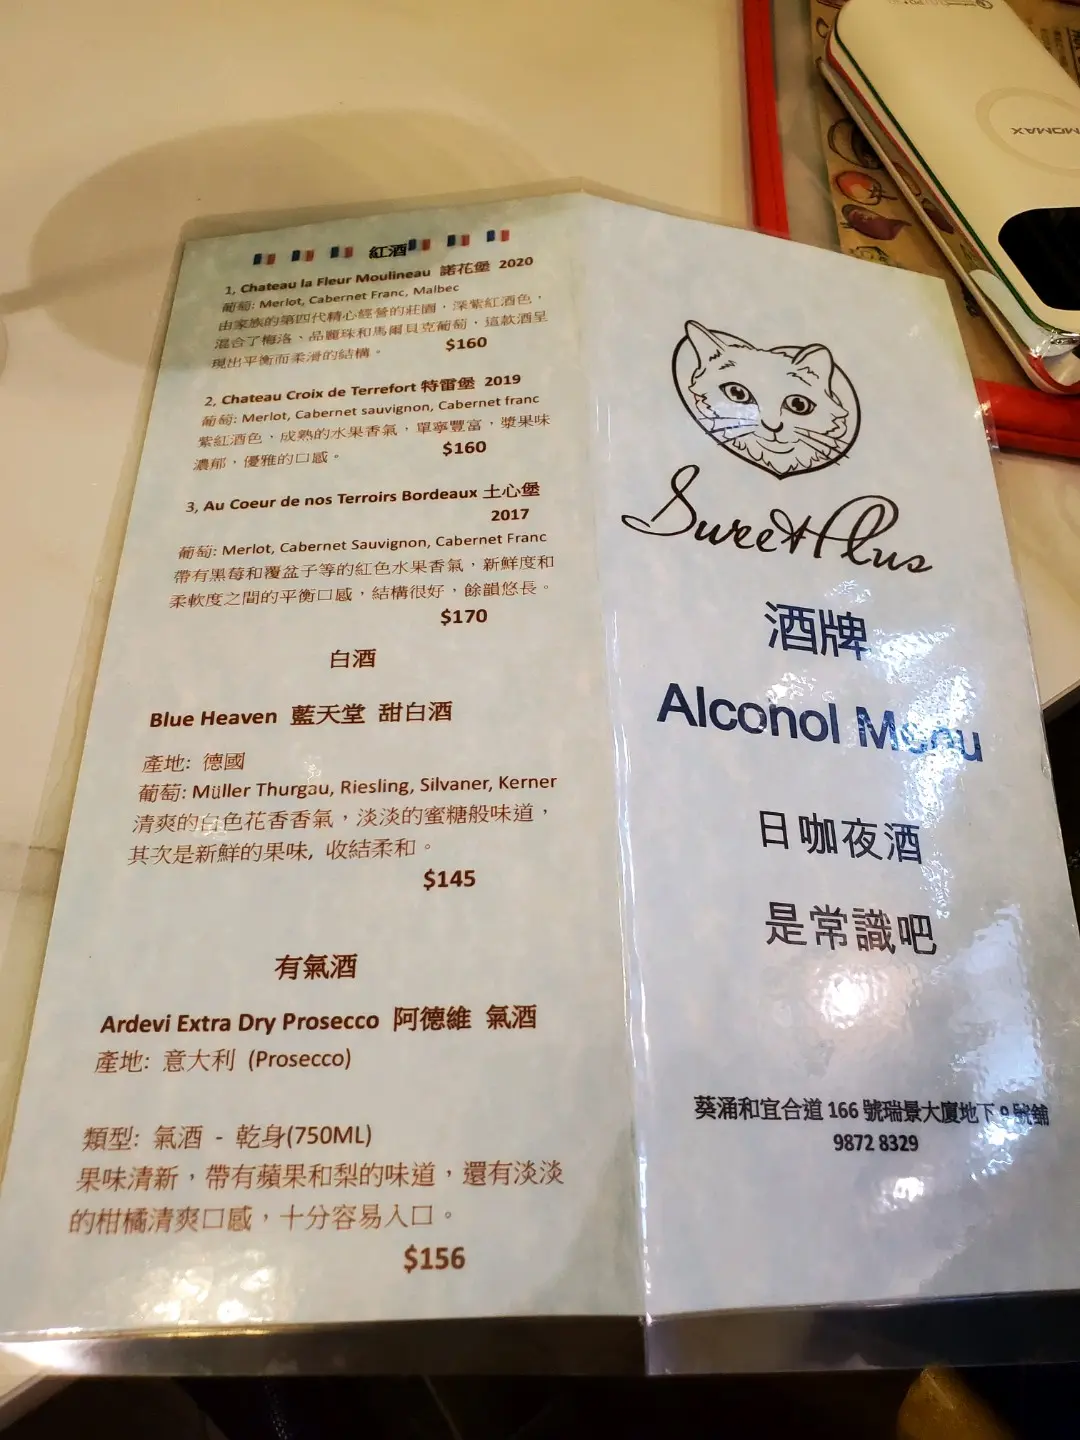 紅酒
1, Chateau la Fleur Moulineau 諾花堡 2020
葡萄: Merlot, Cabernet Franc, Malbec
由家族的第四代精心經營的莊園，深紫紅酒色，
混合了梅洛、品麗珠和馬爾貝克葡萄，這款酒呈
現出平衡而柔滑的結構。 $160
2, Chateau Croix de Terrefort 特雷堡 2019
葡萄: Merlot, Cabernet sauvignon, Cabernet franc
紫紅酒色，成熟的水果香氣，單寧豐富，漿果味
濃郁，優雅的口感。 $160
3, Au Coeur de nos Terroirs Bordeaux 土心堡
2017
葡萄: Merlot, Cabernet Sauvignon, Cabernet Franc
帶有黑莓和覆盆子等的紅色水果香氣，新鮮度和
柔軟度之間的平衡口感，結構很好，餘韻悠長。
$170
白酒
Blue Heaven 藍天堂 甜白酒
產地: 德國
葡萄: Müller Thurgau, Riesling, Silvaner, Kerner
清爽的白色花香香氣，淡淡的蜜糖般味道，
其次是新鮮的果味, 收結柔和。
$145
有氣酒
Ardevi Extra Dry Prosecco 阿德維 氣酒
產地: 意大利 (Prosecco)
類型: 氣酒 - 乾身(750ML)
果味清新，帶有蘋果和梨的味道，還有淡淡
的柑橘清爽口感，十分容易入口。
$156
Sweet Plus
酒牌
Alcohol Menu
日咖夜酒
是常識吧
葵涌和宜合道 166 號瑞景大廈地下 號舖
9872 8329
MOMAX